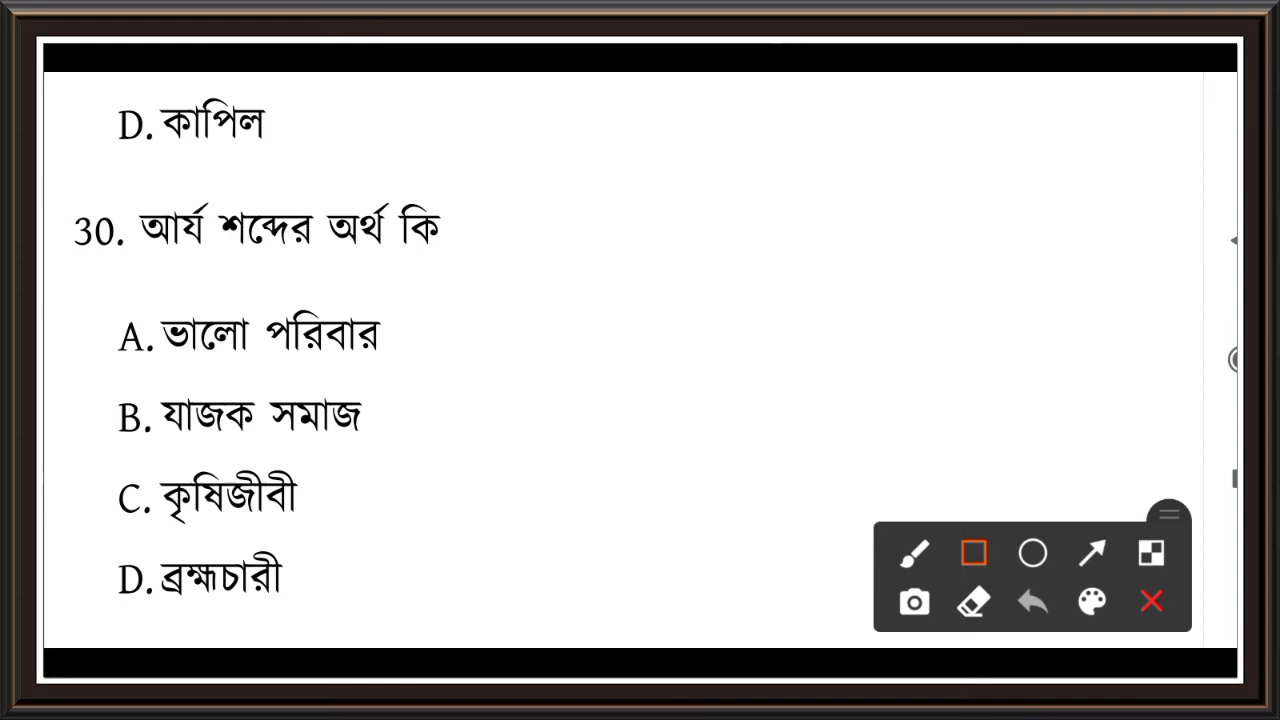 D. কাপিল
30. আর্য শব্দের অর্থ কি
A. ভালো পরিবার
B. যাজক সমাজ
C. কৃষিজীবী
D. ব্রহ্মচারী